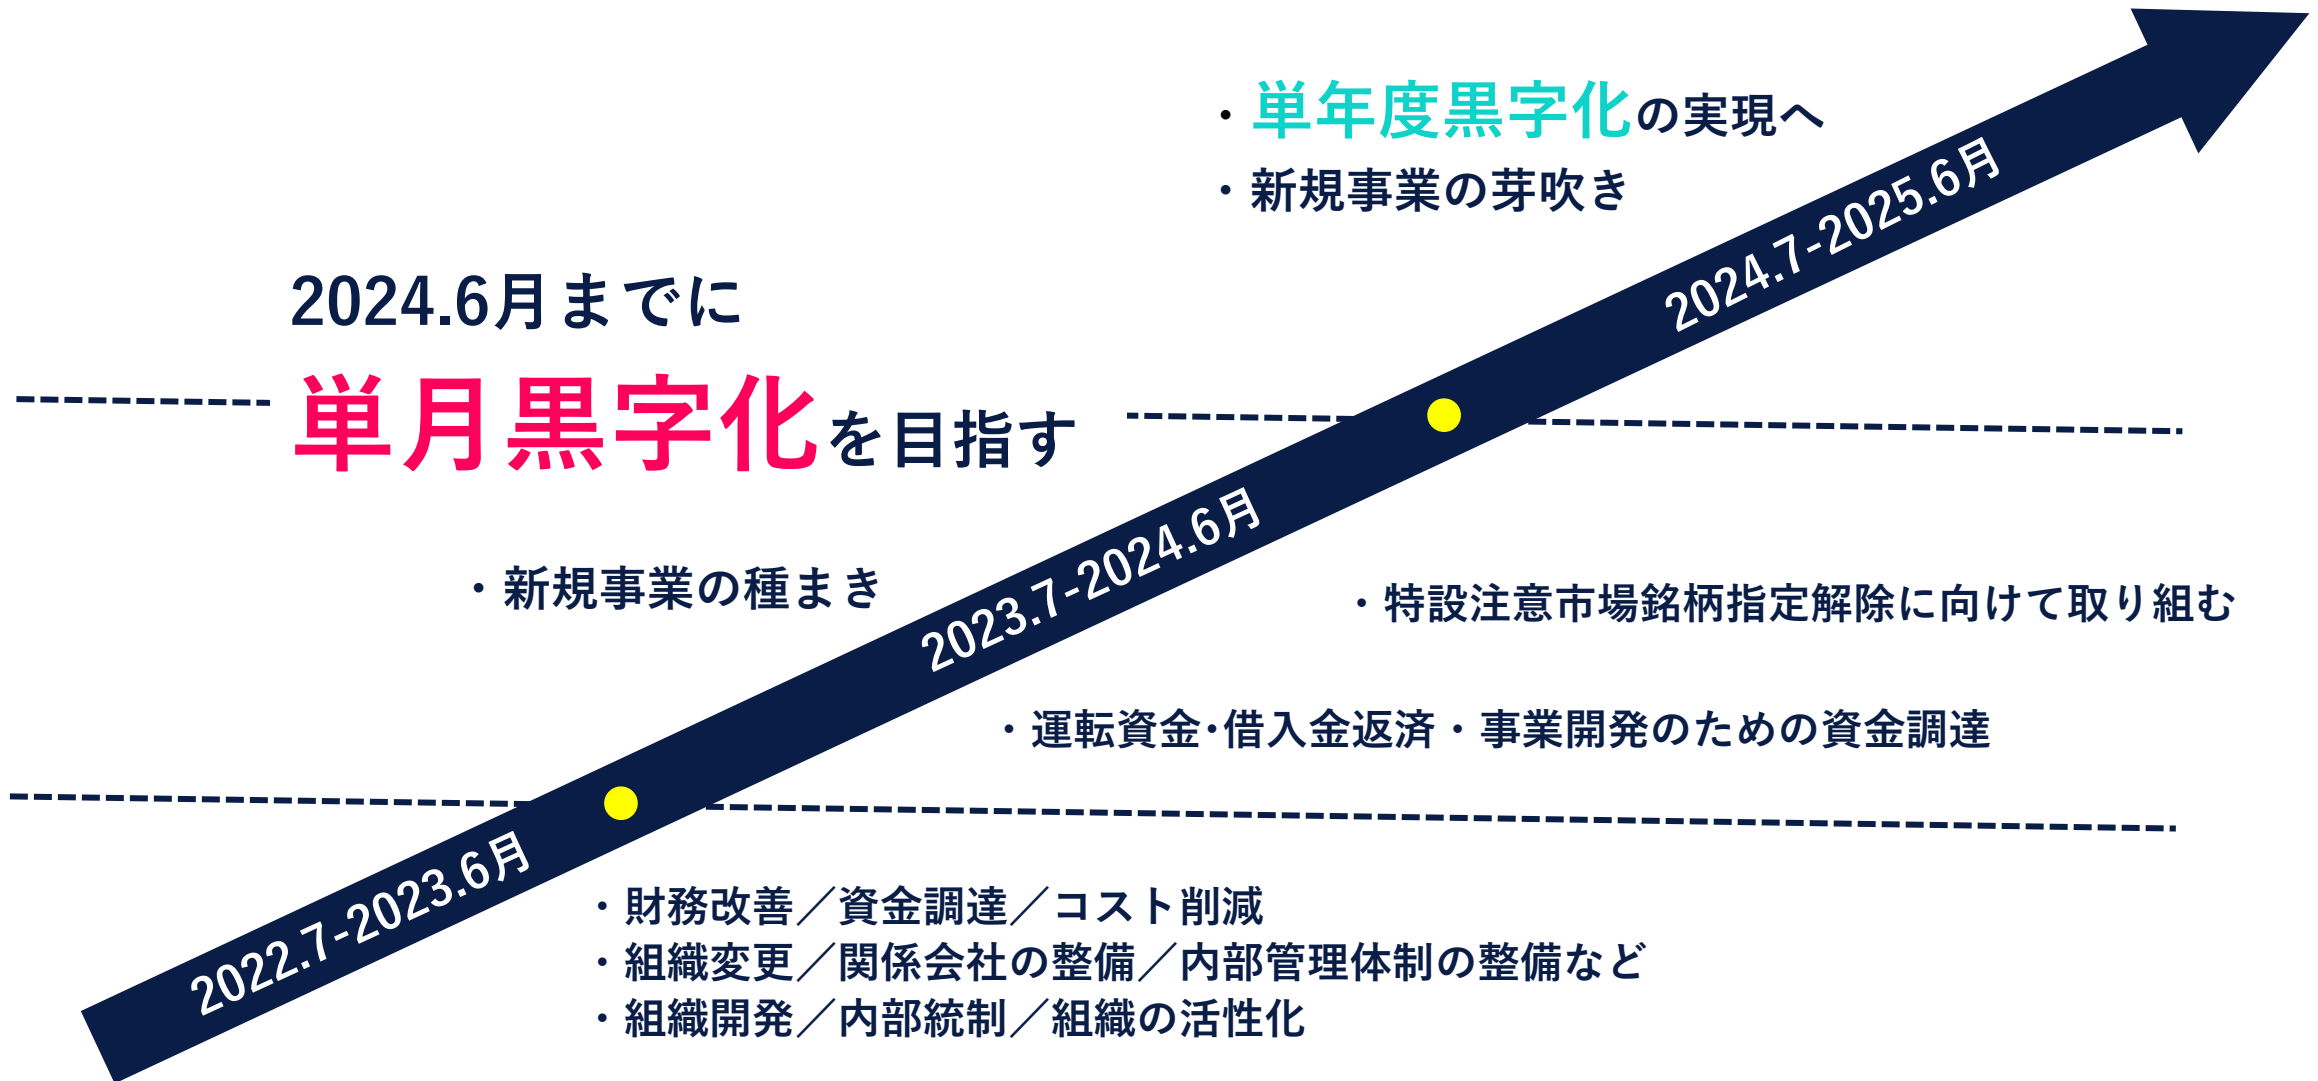 ・単年度黒字化の実現へ
・新規事業の芽吹き
2024.7-2025.6月
2024.6月までに
単月黒字化を目指す
2023.7-2024.6月
・新規事業の種まき
・特設注意市場銘柄指定解除に向けて取り組む
・運転資金･借入金返済・事業開発のための資金調達
2022.7-2023.6月
・財務改善／資金調達／コスト削減
・組織変更／関係会社の整備／内部管理体制の整備など
・組織開発／内部統制／組織の活性化